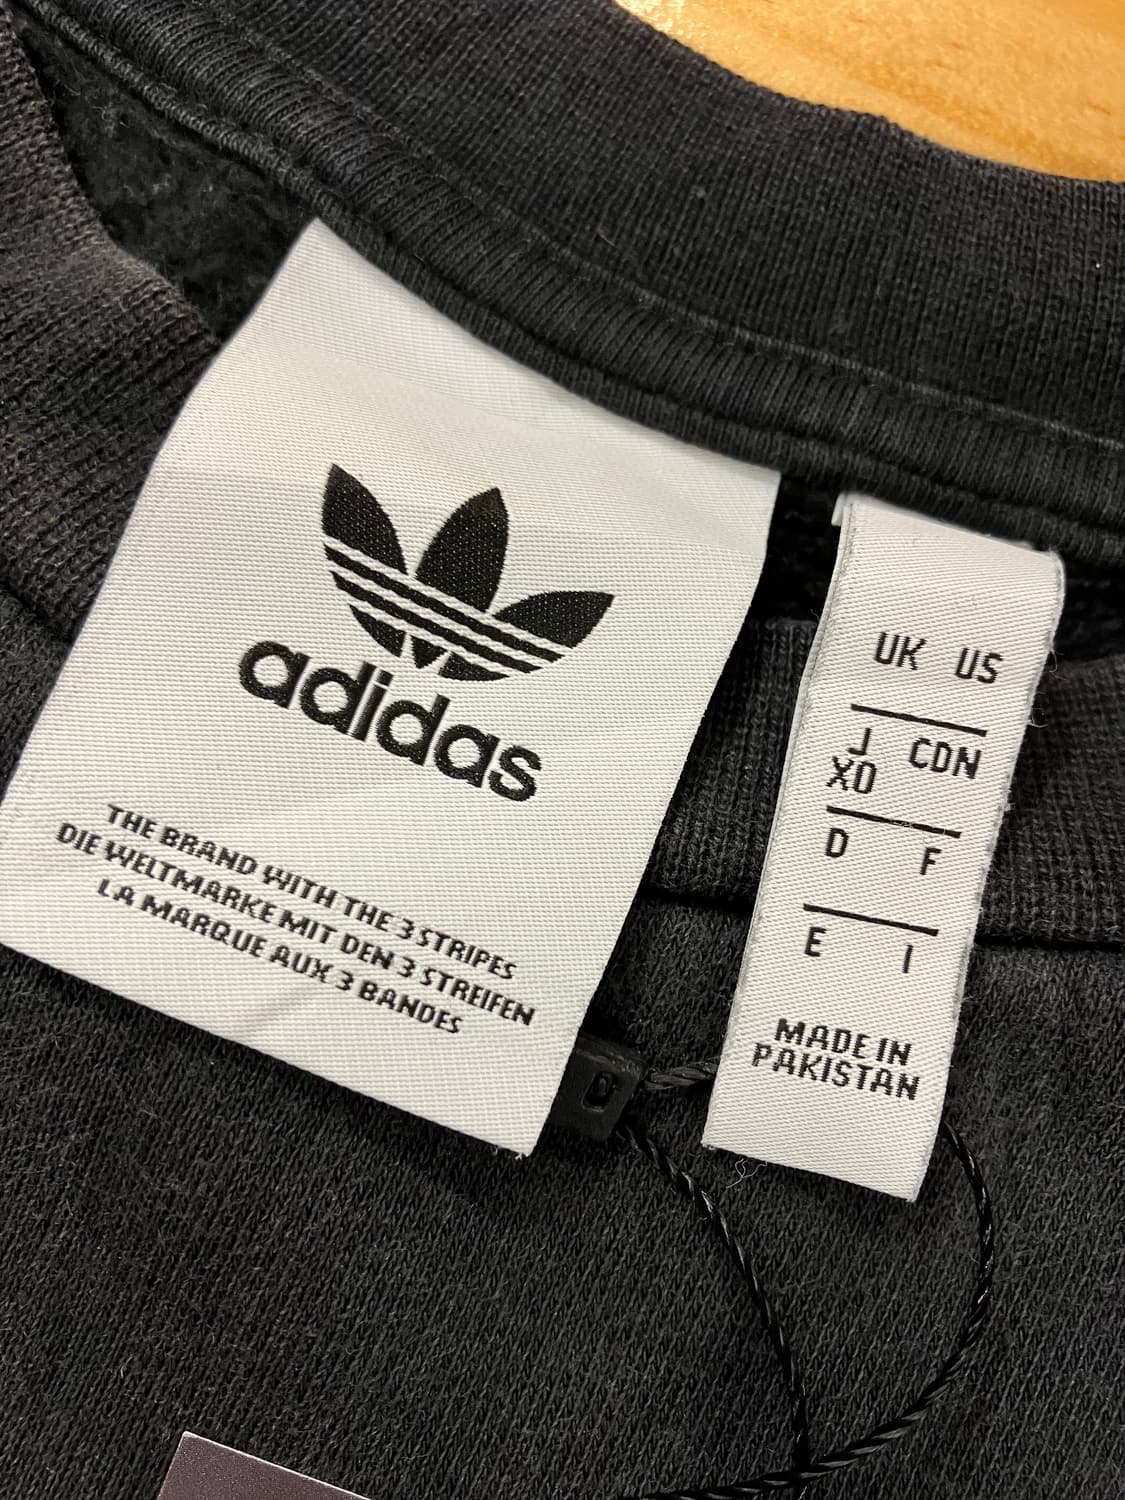 adidas
THE BRAND WITH THE 3 STRIPES
DIE WELTMARKE MIT DEN 3 STREIFEN
LA MARQUE AUX 3 BANDES
UK US
J CDN
XO
D F
E I
MADE IN
PAKISTAN